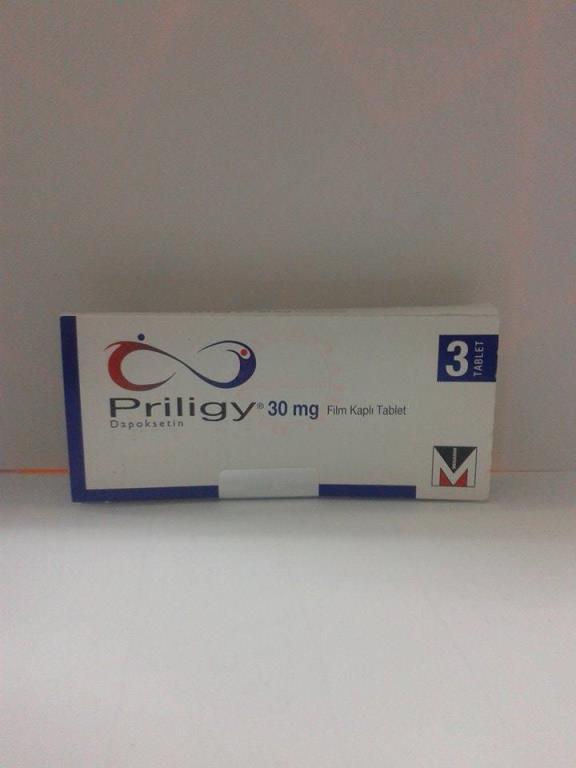 3
TABLET
Priligy® 30 mg Film Kaplı Tablet
Dapoksetin
M